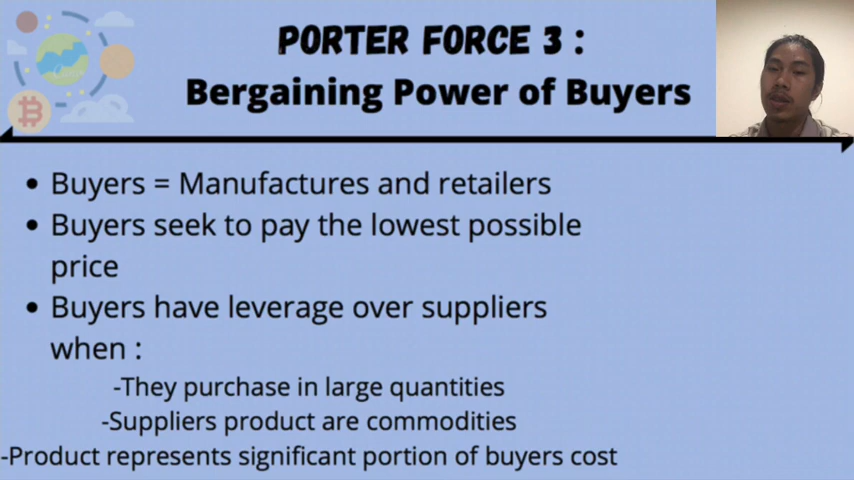 PORTER FORCE 3 :
Bergaining Power of Buyers
• Buyers = Manufactures and retailers
• Buyers seek to pay the lowest possible
price
• Buyers have leverage over suppliers
when :
-They purchase in large quantities
-Suppliers product are commodities
-Product represents significant portion of buyers cost